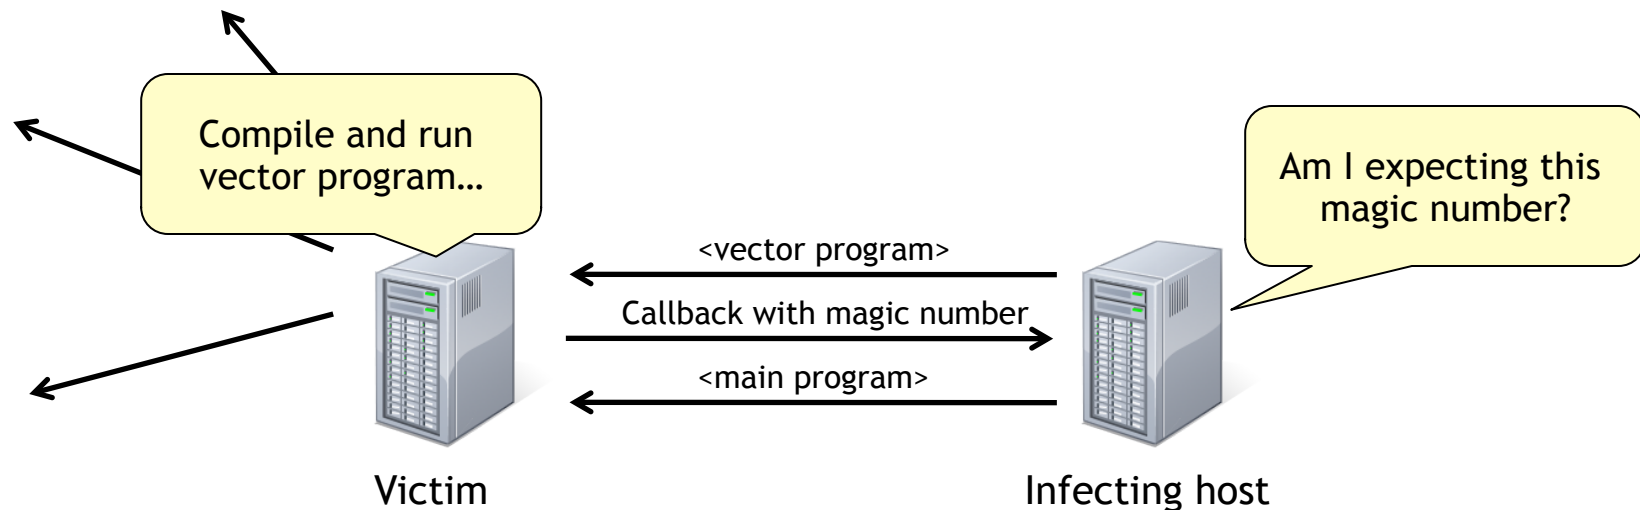 Compile and run
vector program…
Am I expecting this
magic number?
<vector program>
Callback with magic number
<main program>
Victim
Infecting host